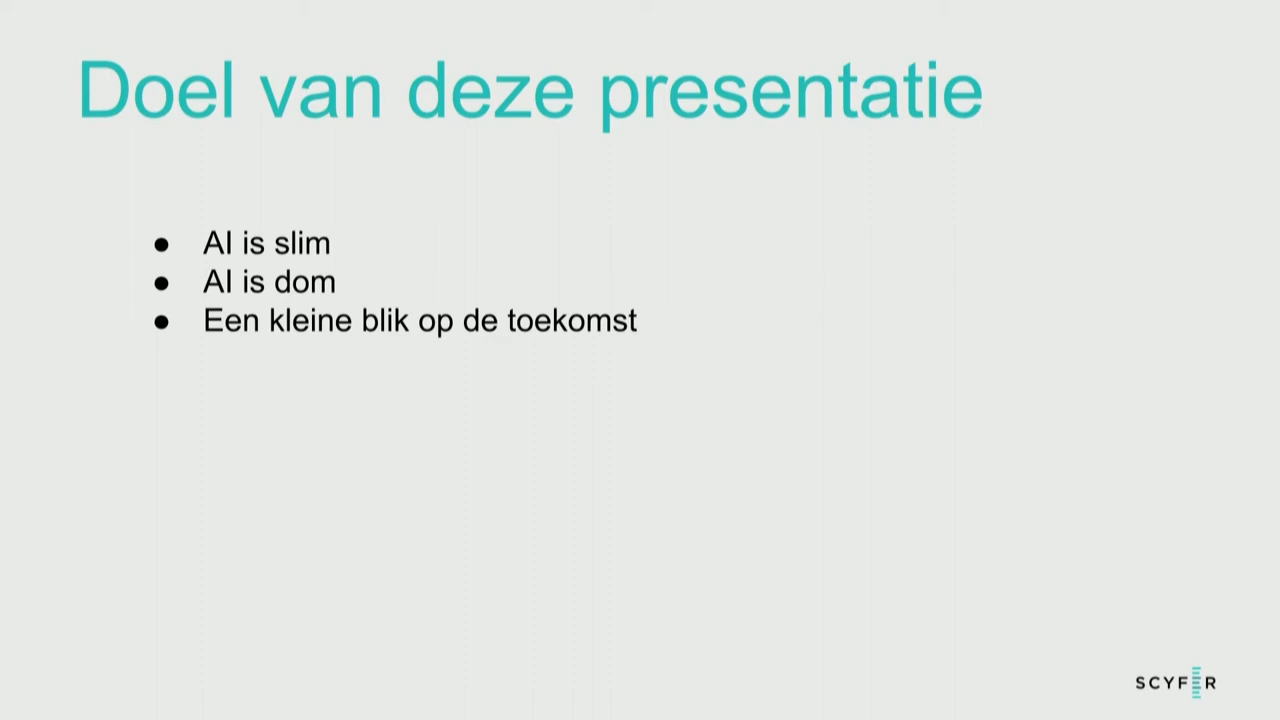 Doel van deze presentatie
● AI is slim
● AI is dom
● Een kleine blik op de toekomst
SCYFER